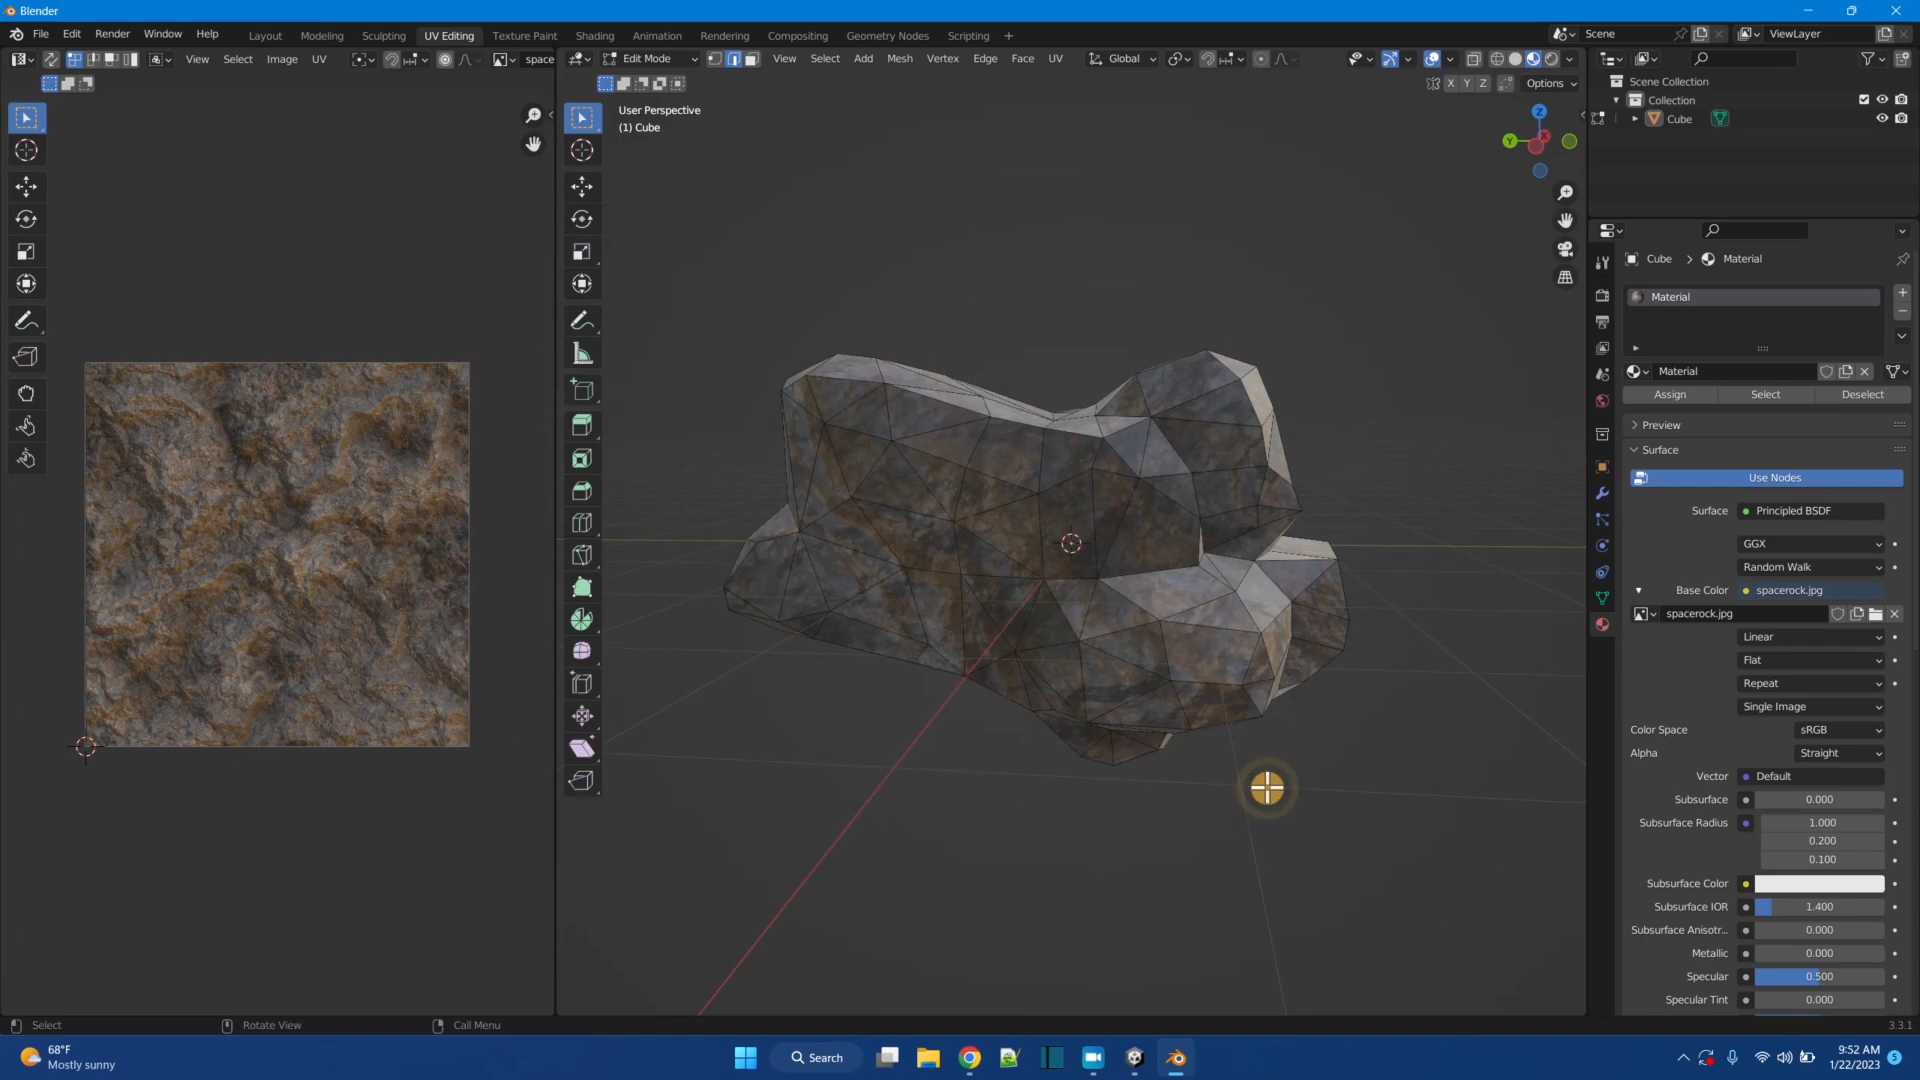 Blender
File Edit Render Window Help Layout Modeling Sculpting UV Editing Texture Paint Shading Animation Rendering Compositing Geometry Nodes Scripting + Scene ViewLayer
View Select Image UV space Edit Mode View Select Add Mesh Vertex Edge Face UV Global
X Y Z Options
User Perspective
(1) Cube
Z
Y
X
Scene Collection
Collection
Cube
Cube > Material
Material
Material
Assign Select Deselect
Preview
Surface
Use Nodes
Surface Principled BSDF
GGX
Random Walk
Base Color spacerock.jpg
spacerock.jpg
Linear
Flat
Repeat
Single Image
Color Space sRGB
Alpha Straight
Vector Default
Subsurface 0.000
Subsurface Radius 1.000
0.200
0.100
Subsurface Color
Subsurface IOR 1.400
Subsurface Anisotr... 0.000
Metallic 0.000
Specular 0.500
Specular Tint 0.000
Select Rotate View Call Menu 3.3.1
68°F
Mostly sunny
Search
9:52 AM
1/22/2023
5